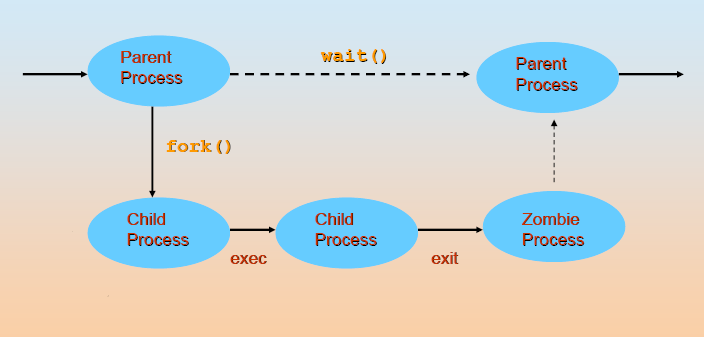 Parent
Process
wait()
Parent
Process
fork()
Child
Process
exec
Child
Process
exit
Zombie
Process